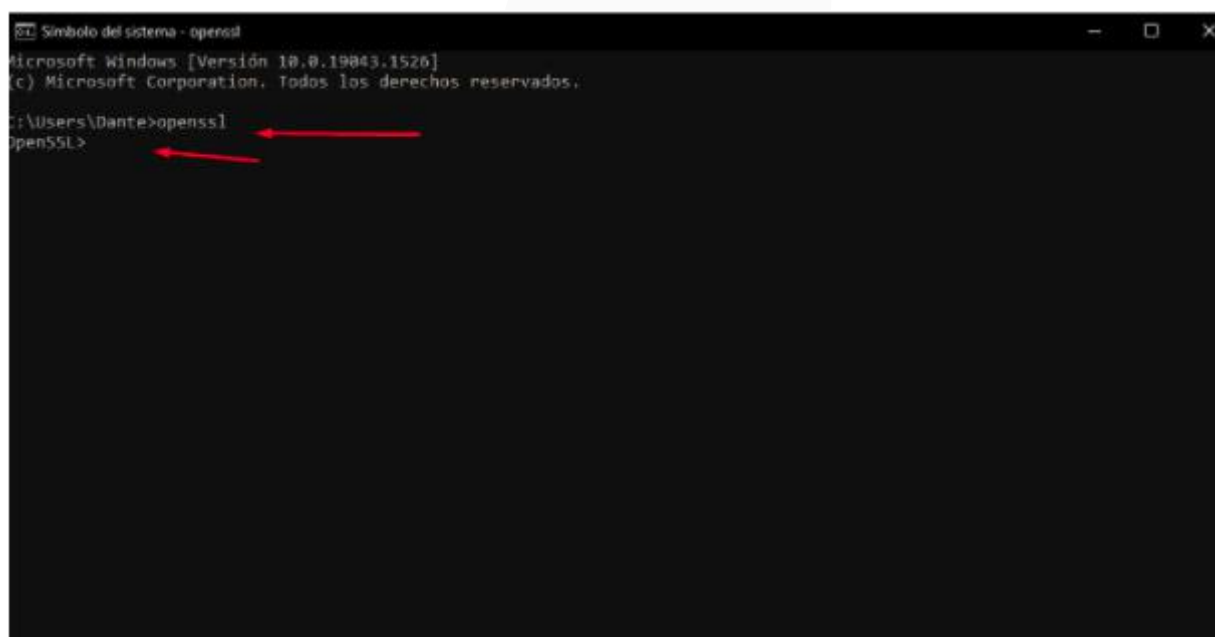 Símbolo del sistema - openssl
Microsoft Windows [Versión 10.0.19043.1526]
(c) Microsoft Corporation. Todos los derechos reservados.
C:\Users\Dante>openssl
OpenSSL>